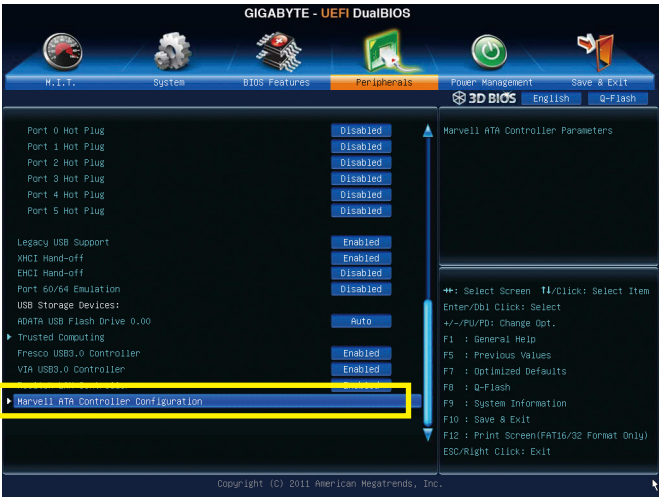 GIGABYTE - UEFI DualBIOS
M.I.T.
System
BIOS Features
Peripherals
Power Management
Save & Exit
3D BIOS
English
Q-Flash
Port 0 Hot Plug Disabled
Port 1 Hot Plug Disabled
Port 2 Hot Plug Disabled
Port 3 Hot Plug Disabled
Port 4 Hot Plug Disabled
Port 5 Hot Plug Disabled
Legacy USB Support Enabled
XHCI Hand-off Enabled
EHCI Hand-off Disabled
Port 60/64 Emulation Disabled
USB Storage Devices:
ADATA USB Flash Drive 0.00 Auto
Trusted Computing
Fresco USB3.0 Controller Enabled
VIA USB3.0 Controller Enabled
Marvell ATA Controller Configuration
Marvell ATA Controller Parameters
: Select Screen ↑↓/Click: Select Item
Enter/Dbl Click: Select
+/-/PU/PD: Change Opt.
F1 : General Help
F5 : Previous Values
F7 : Optimized Defaults
F8 : Q-Flash
F9 : System Information
F10 : Save & Exit
F12 : Print Screen(FAT16/32 Format Only)
ESC/Right Click: Exit
Copyright (C) 2011 American Megatrends, Inc.